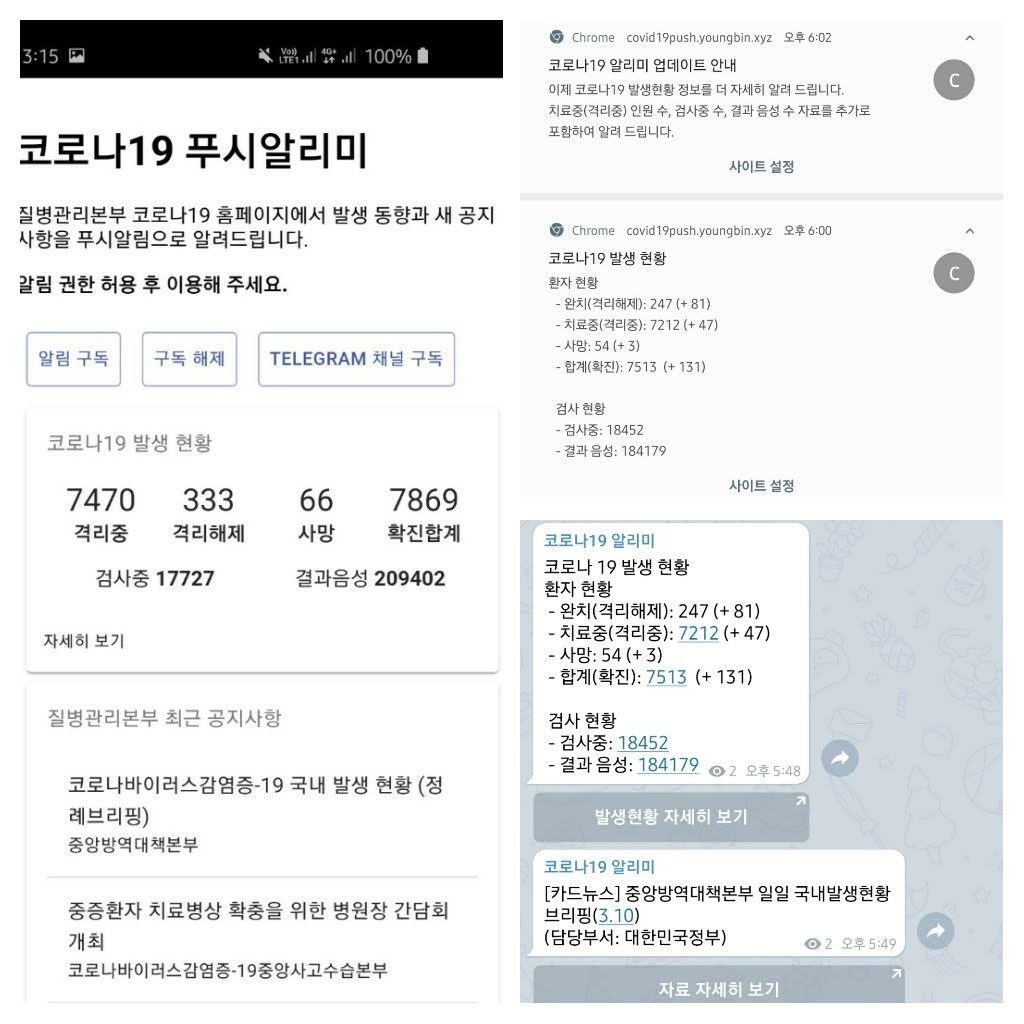 3:15 Vo)) LTE1 4G+ 100%
코로나19 푸시알리미
질병관리본부 코로나19 홈페이지에서 발생 동향과 새 공지
사항을 푸시알림으로 알려드립니다.
알림 권한 허용 후 이용해 주세요.
알림 구독 구독 해제 TELEGRAM 채널 구독
코로나19 발생 현황
7470 333 66 7869
격리중 격리해제 사망 확진합계
검사중 17727 결과음성 209402
자세히 보기
질병관리본부 최근 공지사항
코로나바이러스감염증-19 국내 발생 현황 (정
례브리핑)
중앙방역대책본부
중증환자 치료병상 확충을 위한 병원장 간담회
개최
코로나바이러스감염증-19중앙사고수습본부
Chrome covid19push.youngbin.xyz 오후 6:02
코로나19 알리미 업데이트 안내
이제 코로나19 발생현황 정보를 더 자세히 알려 드립니다.
치료중(격리중) 인원 수, 검사중 수, 결과 음성 수 자료를 추가로
포함하여 알려 드립니다.
C
사이트 설정
Chrome covid19push.youngbin.xyz 오후 6:00
코로나19 발생 현황
C
환자 현황
- 완치(격리해제): 247 (+ 81)
- 치료중(격리중): 7212 (+ 47)
- 사망: 54 (+ 3)
- 합계(확진): 7513 (+ 131)
검사 현황
- 검사중: 18452
- 결과 음성: 184179
사이트 설정
코로나19 알리미
코로나 19 발생 현황
환자 현황
- 완치(격리해제): 247 (+ 81)
- 치료중(격리중): 7212 (+ 47)
- 사망: 54 (+ 3)
- 합계(확진): 7513 (+ 131)
검사 현황
- 검사중: 18452
- 결과 음성: 184179 2 오후 5:48
발생현황 자세히 보기
코로나19 알리미
[카드뉴스] 중앙방역대책본부 일일 국내발생현황
브리핑(3.10)
(담당부서: 대한민국정부) 2 오후 5:49
자료 자세히 보기